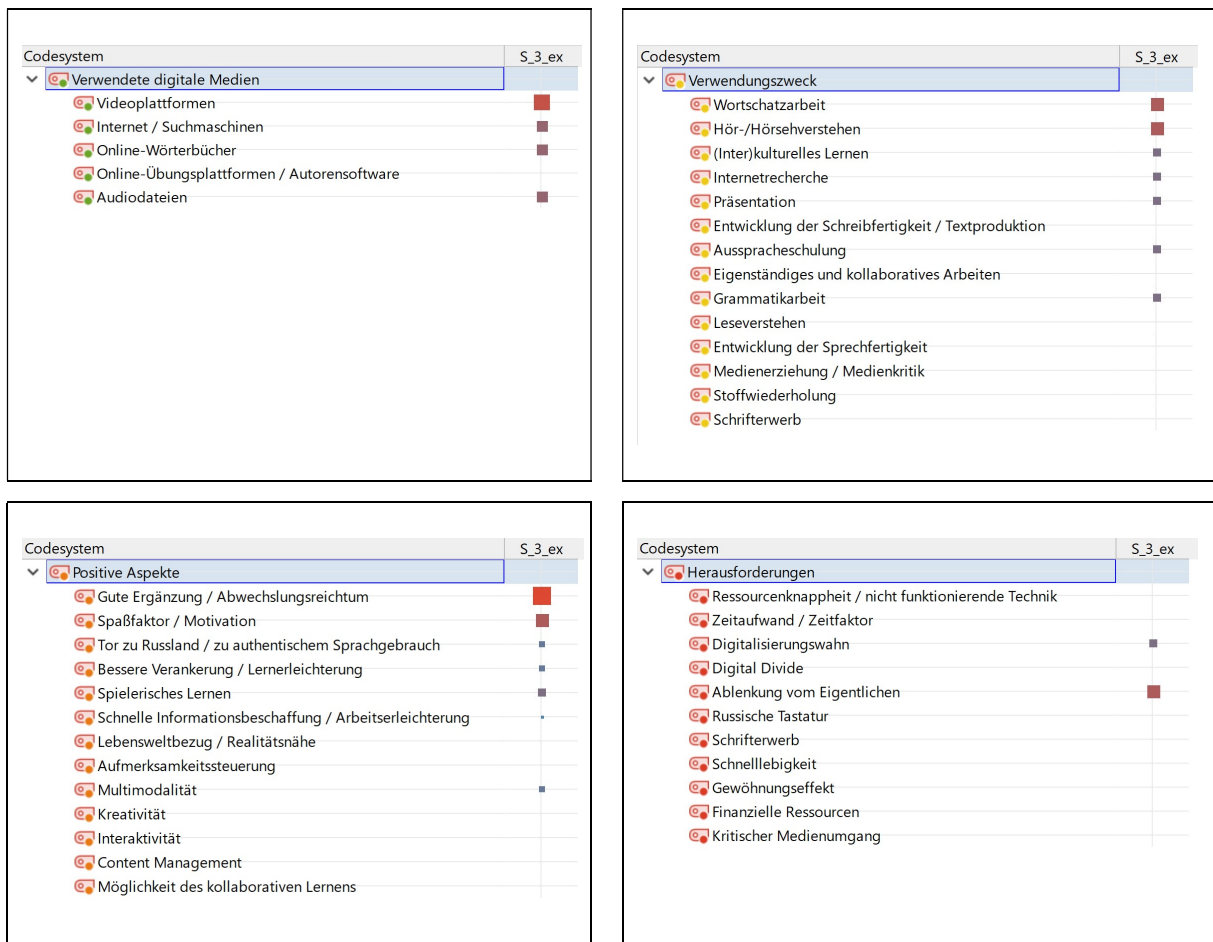 Codesystem S_3_ex
Verwendete digitale Medien
Videoplattformen
Internet / Suchmaschinen
Online-Wörterbücher
Online-Übungsplattformen / Autorensoftware
Audiodateien
Codesystem S_3_ex
Verwendungszweck
Wortschatzarbeit
Hör-/Hörsehverstehen
(Inter)kulturelles Lernen
Internetrecherche
Präsentation
Entwicklung der Schreibfertigkeit / Textproduktion
Ausspracheschulung
Eigenständiges und kollaboratives Arbeiten
Grammatikarbeit
Leseverstehen
Entwicklung der Sprechfertigkeit
Medienerziehung / Medienkritik
Stoffwiederholung
Schrifterwerb
Codesystem S_3_ex
Positive Aspekte
Gute Ergänzung / Abwechslungsreichtum
Spaßfaktor / Motivation
Tor zu Russland / zu authentischem Sprachgebrauch
Bessere Verankerung / Lernerleichterung
Spielerisches Lernen
Schnelle Informationsbeschaffung / Arbeitserleichterung
Lebensweltbezug / Realitätsnähe
Aufmerksamkeitssteuerung
Multimodalität
Kreativität
Interaktivität
Content Management
Möglichkeit des kollaborativen Lernens
Codesystem S_3_ex
Herausforderungen
Ressourcenknappheit / nicht funktionierende Technik
Zeitaufwand / Zeitfaktor
Digitalisierungswahn
Digital Divide
Ablenkung vom Eigentlichen
Russische Tastatur
Schrifterwerb
Schnelllebigkeit
Gewöhnungseffekt
Finanzielle Ressourcen
Kritischer Medienumgang